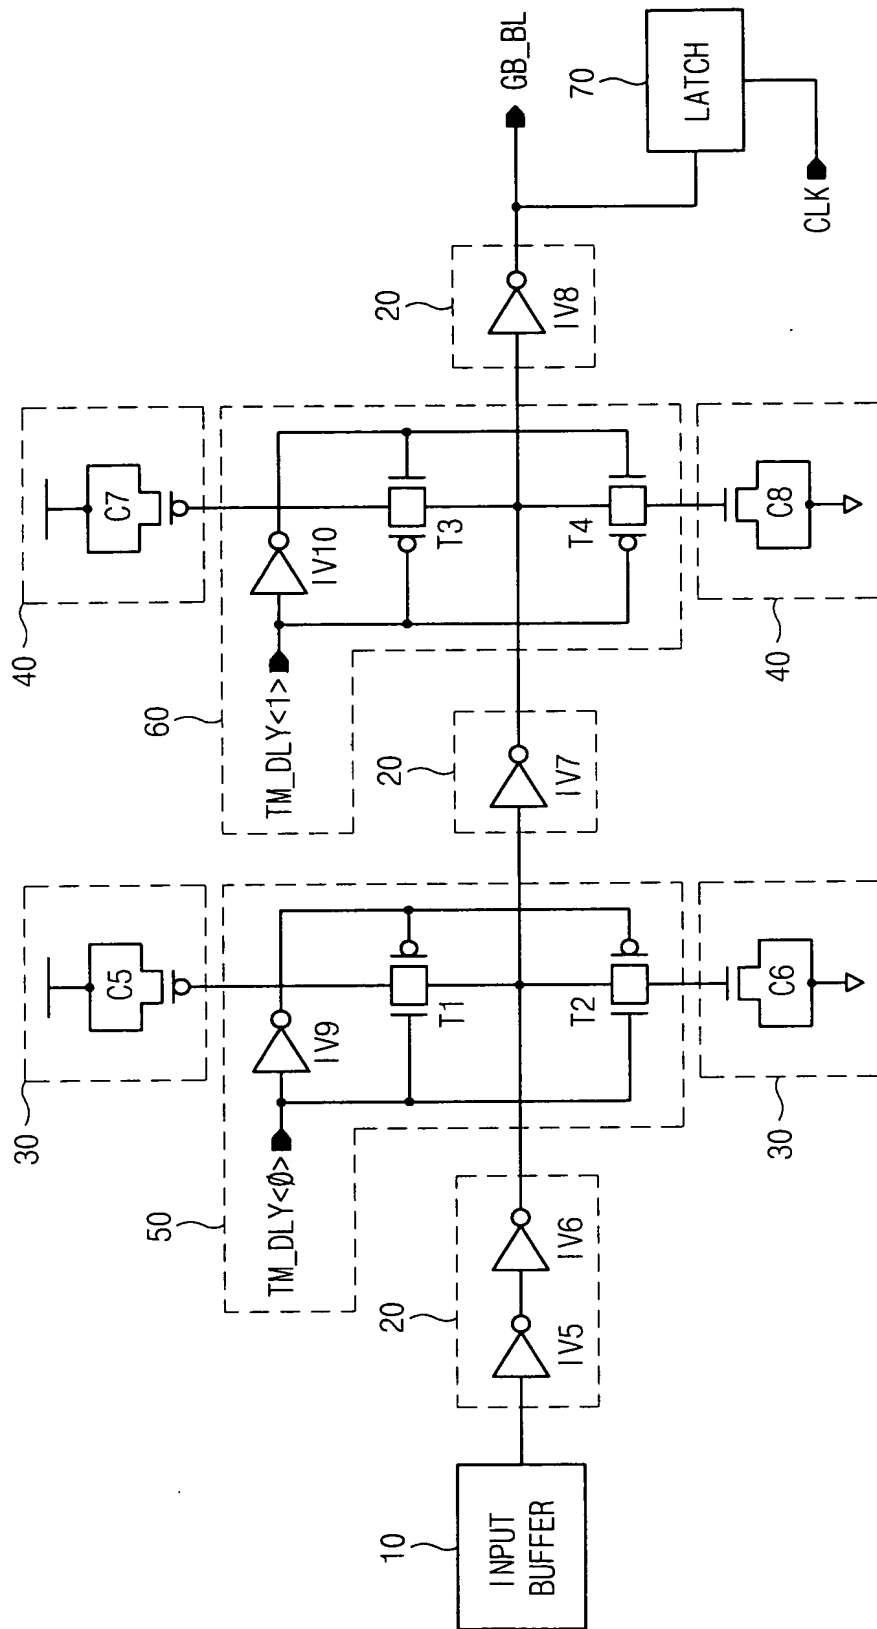 10
INPUT
BUFFER
20
IV5
IV6
50
TM_DLY<0>
IV9
T1
T2
30
C5
30
C6
20
IV7
60
TM_DLY<1>
IV10
T3
T4
40
C7
40
C8
20
IV8
GB_BL
70
LATCH
CLK